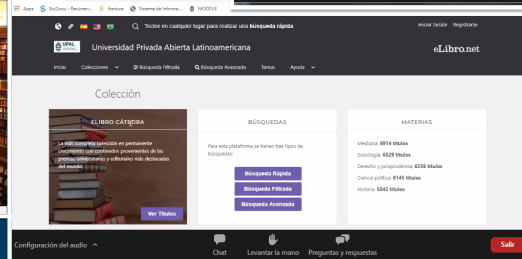 Apps StuDocu - Resúmen... E frasture Sistema de Informa... MOODLE
Teclee en cualquier lugar para realizar una búsqueda rápida
Iniciar Sesión Registrarse
UPAL
Universidad Privada Abierta Latinoamericana
eLibro.net
Inicio Colecciones Búsqueda Filtrada Búsqueda Avanzada Temas Ayuda
Colección
ELIBRO CÁTEDRA
La más completa colección en permanente
crecimiento con contenidos provenientes de las
prensas universitarias y editoriales más destacadas
del mundo.
Ver Títulos
BÚSQUEDAS
Para esta plataforma se tienen tres tipos de
búsquedas:
Búsqueda Rápida
Búsqueda Filtrada
Búsqueda Avanzada
MATERIAS
Medicina: 6914 títulos
Sociología: 6529 títulos
Derecho y jurisprudencia: 6336 títulos
Ciencia política: 6145 títulos
Historia: 5042 títulos
Configuración del audio
Chat
Levantar la mano
Preguntas y respuestas
Salir